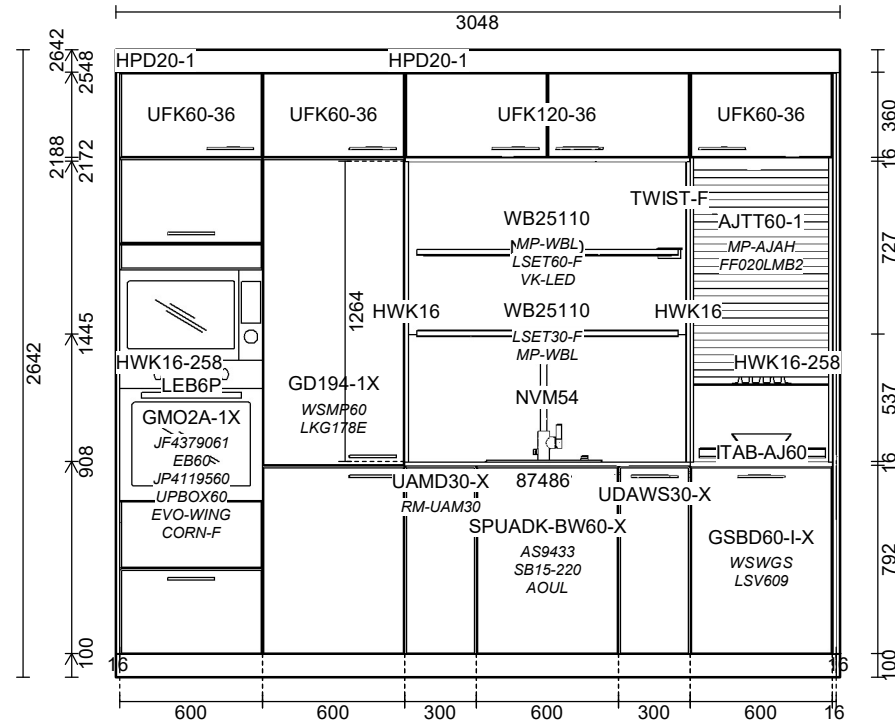 3048
HPD20-1
HPD20-1
2642
2548
2188
2172
1445
908
100
2642
UFK60-36
UFK60-36
UFK120-36
UFK60-36
360
16
727
537
16
792
100
TWIST-F
AJTT60-1
MP-AJAH
FF020LMB2
WB25110
MP-WBL
LSET60-F
VK-LED
1264
HWK16
WB25110
HWK16
LSET30-F
MP-WBL
HWK16-258
LEB6P
HWK16-258
GD194-1X
WSMP60
LKG178E
NVM54
GMO2A-1X
JF4379061
EB60
JP4119560
UPBOX60
EVO-WING
CORN-F
ITAB-AJ60
UAMD30-X
RM-UAM30
87486
UDAWS30-X
SPUADK-BW60-X
AS9433
SB15-220
AOUL
GSBD60-I-X
WSWGS
LSV609
16
16
600
600
300
600
300
600
16